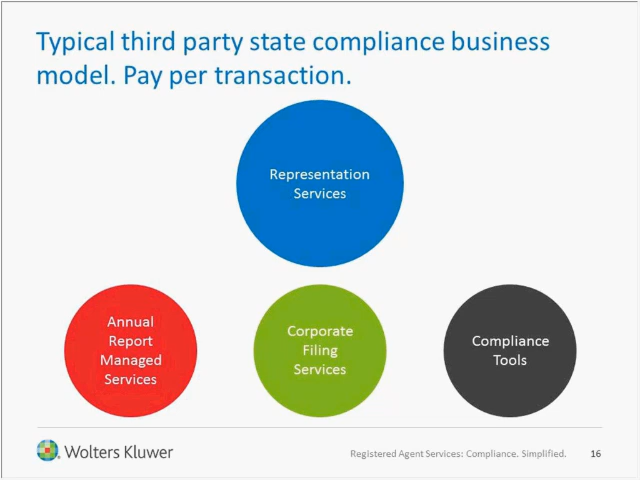 Typical third party state compliance business
model. Pay per transaction.
Representation
Services
Annual
Report
Managed
Services
Corporate
Filing
Services
Compliance
Tools
Wolters Kluwer
Registered Agent Services: Compliance. Simplified.
16